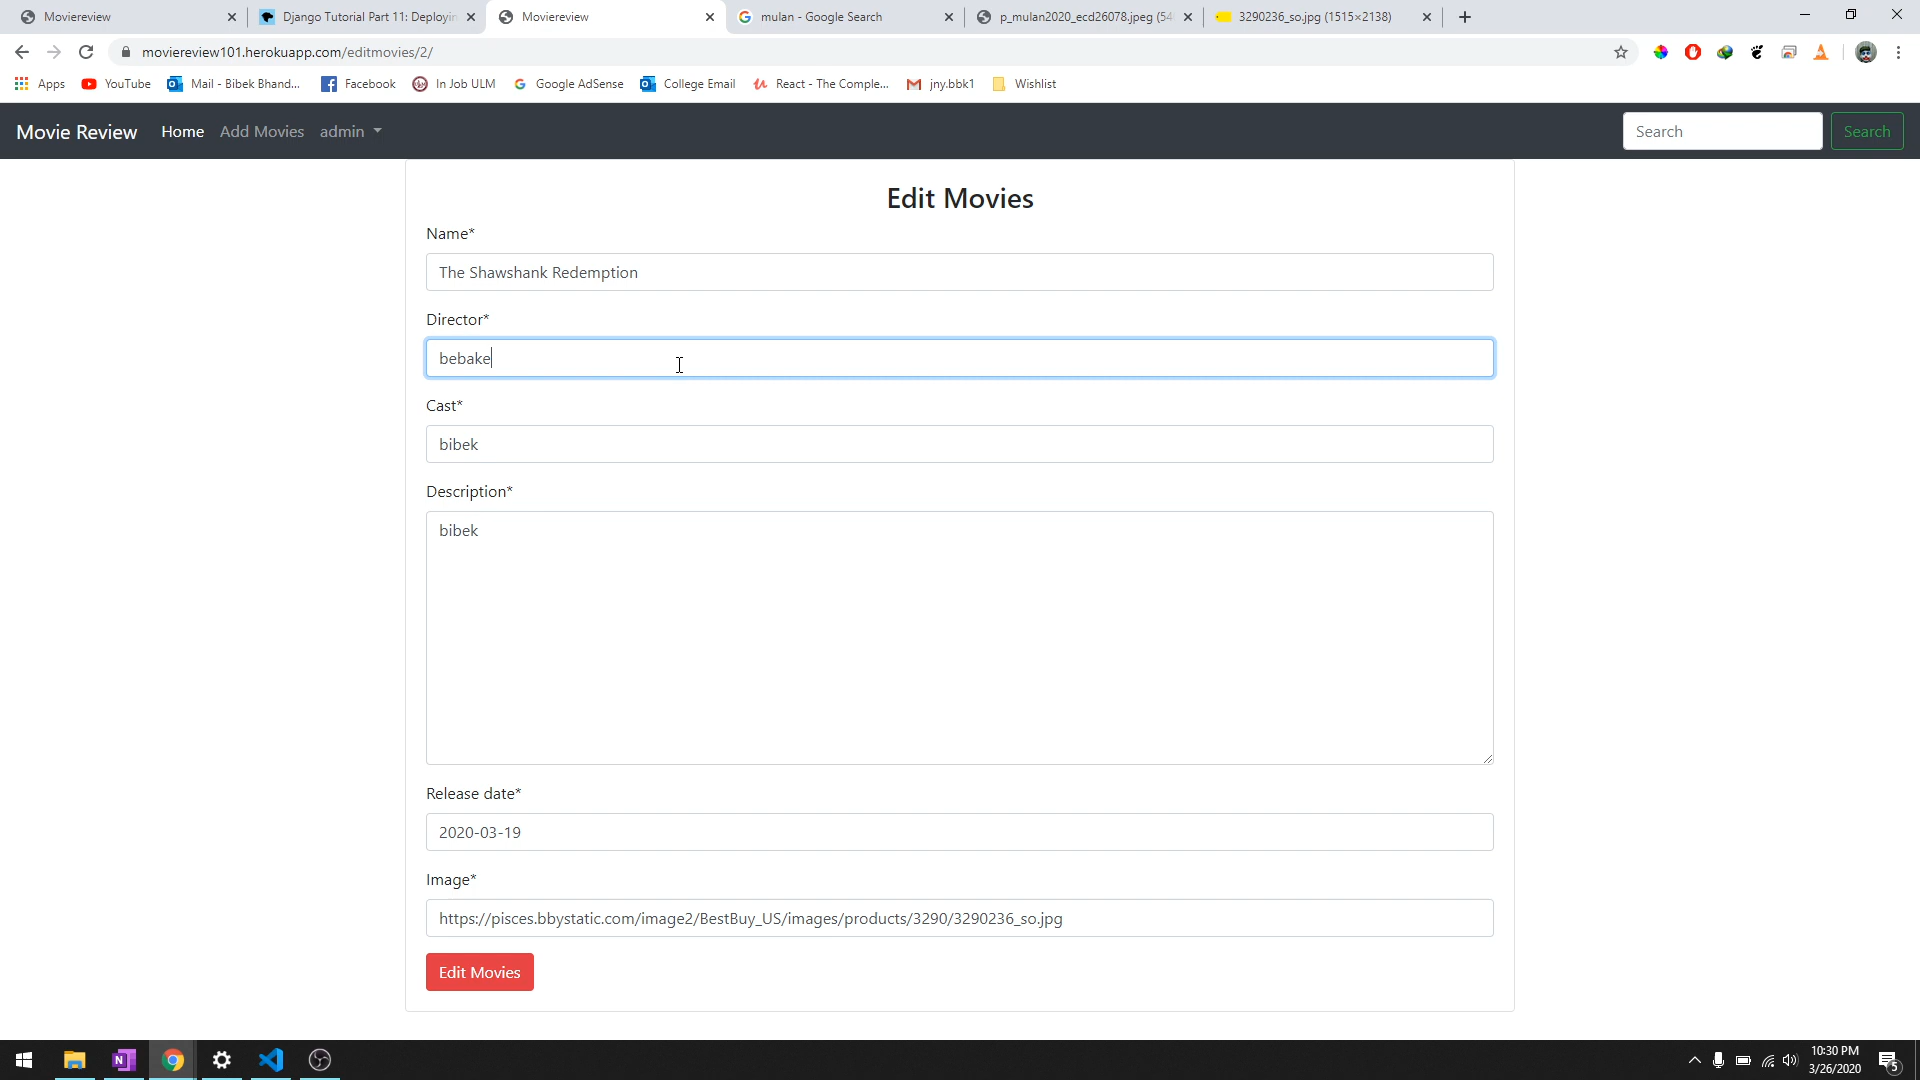 Moviereview
Django Tutorial Part 11: Deployin
Moviereview
mulan - Google Search
p_mulan2020_ecd26078.jpeg (54
3290236_so.jpg (1515×2138)
moviereview101.herokuapp.com/editmovies/2/
Apps YouTube Mail - Bibek Bhand... Facebook In Job ULM Google AdSense College Email React - The Comple... jny.bbk1 Wishlist
Movie Review Home Add Movies admin Search Search
Edit Movies
Name*
The Shawshank Redemption
Director*
bebake
Cast*
bibek
Description*
bibek
Release date*
2020-03-19
Image*
https://pisces.bbystatic.com/image2/BestBuy_US/images/products/3290/3290236_so.jpg
Edit Movies
10:30 PM
3/26/2020
5